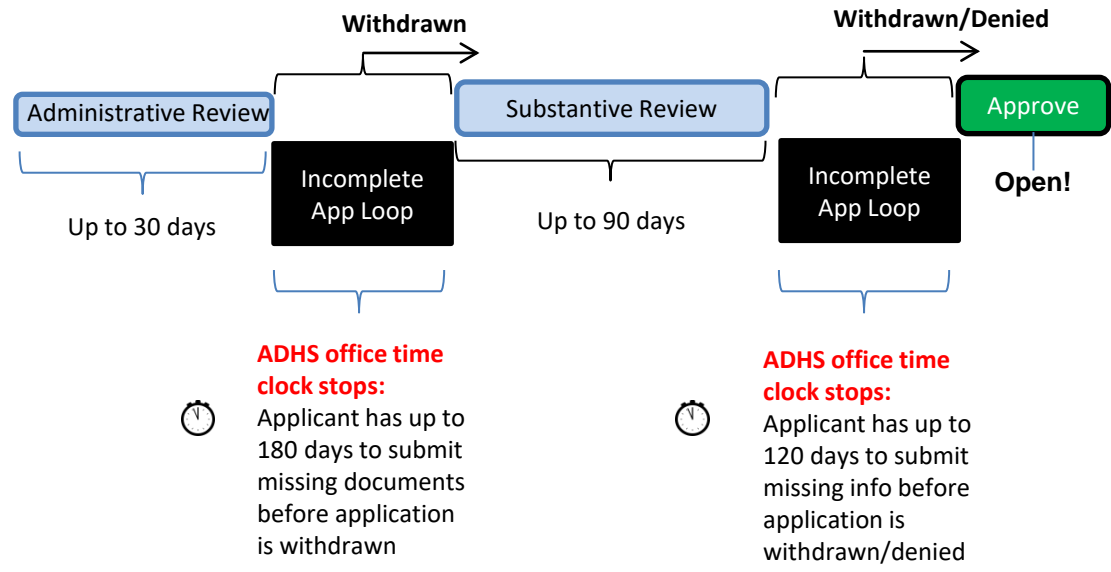 Withdrawn
Withdrawn/Denied
Administrative Review
Substantive Review
Approve
Incomplete
App Loop
Incomplete
App Loop
Open!
Up to 30 days
Up to 90 days
ADHS office time
clock stops:
Applicant has up to
180 days to submit
missing documents
before application
is withdrawn
ADHS office time
clock stops:
Applicant has up to
120 days to submit
missing info before
application is
withdrawn/denied